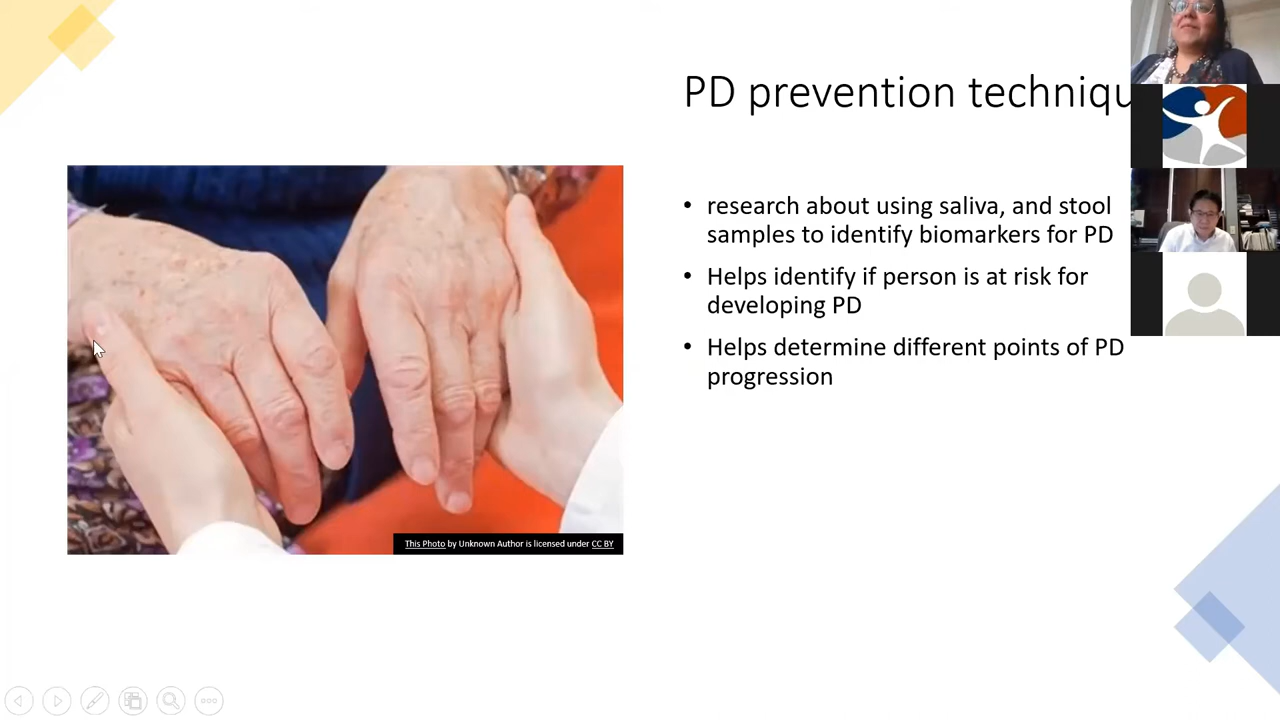 PD prevention techniqu
• research about using saliva, and stool
samples to identify biomarkers for PD
• Helps identify if person is at risk for
developing PD
• Helps determine different points of PD
progression
This Photo by Unknown Author is licensed under CC BY